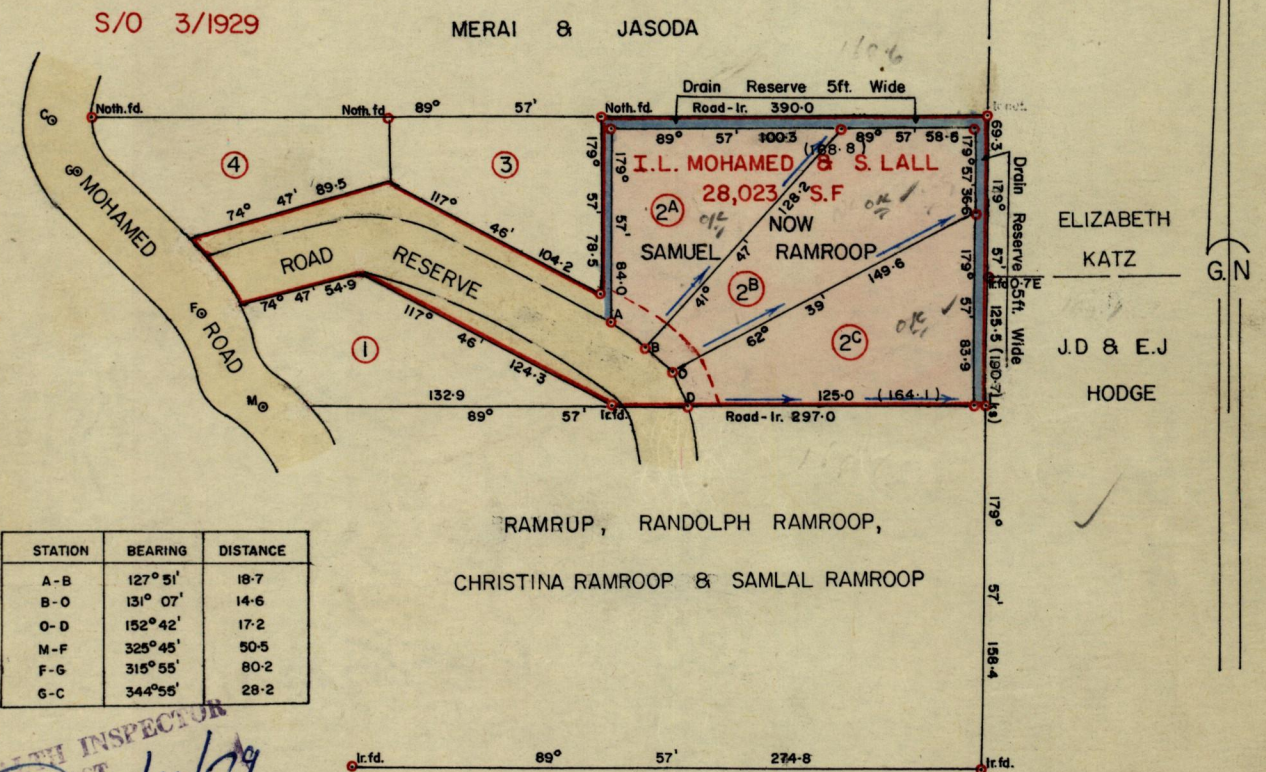 S/O 3/1929
MERAI & JASODA
Drain Reserve 5ft. Wide
Noth. fd.
Noth. fd
89° 57'
Noth. fd.
Road-Ir. 390·0
C
G
MOHAMED
ROAD
F
M
4
3
74° 47' 89.5
117° 46' 104·2
ROAD RESERVE
74° 47' 54·9
117° 46' 124·3
1
132·9
89° 57'
Ir.fd.
179° 57' 78·5
179° 57' 84·0
89° 57' 100·3
89° 57' 58·6
I.L. MOHAMED & S. LALL
28,023 S.F
2A
NOW
SAMUEL RAMROOP
2B
2C
41° 47' 128·2
62° 39' 149·6
A
B
D
125·0 (164·1)
Road-Ir. 297·0
179° 57' 36·6
179° 57' 83·9
69·3
179° 57'
125·5
Drain Reserve 5ft. Wide
ELIZABETH
KATZ
J.D & E.J
HODGE
G.N
179° 57' 158·4
RAMRUP, RANDOLPH RAMROOP,
CHRISTINA RAMROOP & SAMLAL RAMROOP
STATION BEARING DISTANCE
A-B 127° 51' 18·7
B-O 131° 07' 14·6
O-D 152° 42' 17·2
M-F 325° 45' 50·5
F-G 315° 55' 80·2
G-C 344° 55' 28·2
INSPECTOR
Ir.fd.
89° 57' 274·8
Ir.fd.